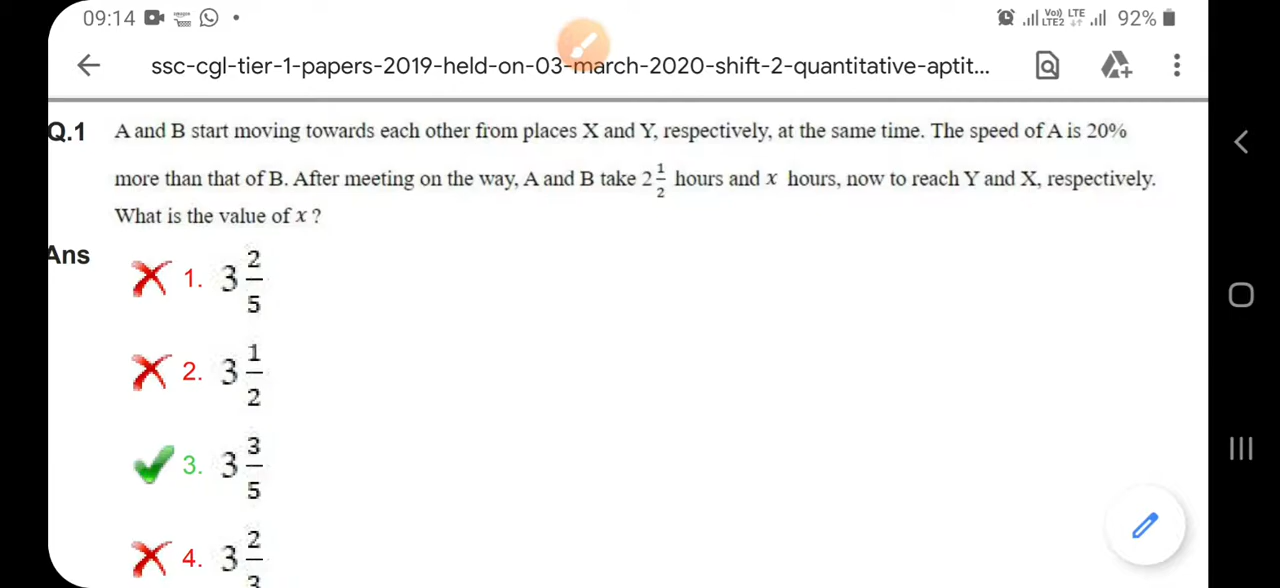 09:14 Vo)) LTE LTE2 92%
ssc-cgl-tier-1-papers-2019-held-on-03-march-2020-shift-2-quantitative-aptit...
Q.1 A and B start moving towards each other from places X and Y, respectively, at the same time. The speed of A is 20%
more than that of B. After meeting on the way, A and B take 2 1/2 hours and x hours, now to reach Y and X, respectively.
What is the value of x ?
Ans
1. 3 2/5
2. 3 1/2
3. 3 3/5
4. 3 2/3